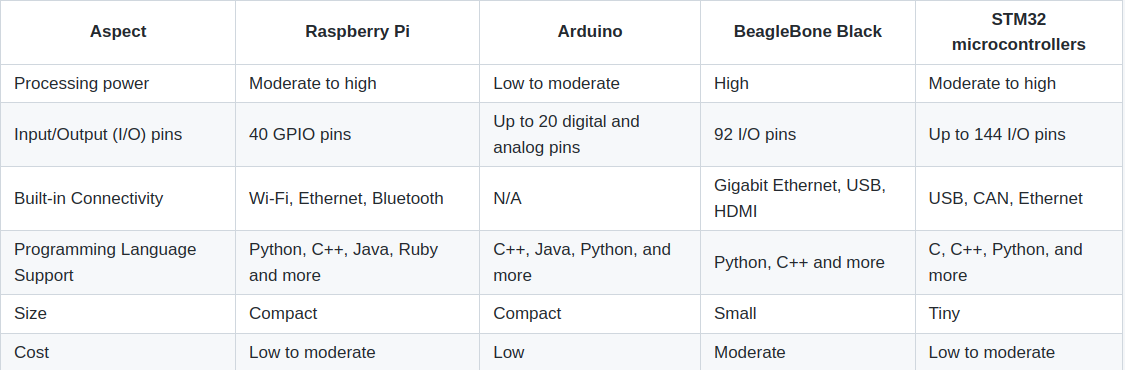 Aspect
Raspberry Pi
Arduino
BeagleBone Black
STM32
microcontrollers
Processing power
Moderate to high
Low to moderate
High
Moderate to high
Input/Output (I/O) pins
40 GPIO pins
Up to 20 digital and
analog pins
92 I/O pins
Up to 144 I/O pins
Built-in Connectivity
Wi-Fi, Ethernet, Bluetooth
N/A
Gigabit Ethernet, USB,
HDMI
USB, CAN, Ethernet
Programming Language
Support
Python, C++, Java, Ruby
and more
C++, Java, Python, and
more
Python, C++ and more
C, C++, Python, and
more
Size
Compact
Compact
Small
Tiny
Cost
Low to moderate
Low
Moderate
Low to moderate